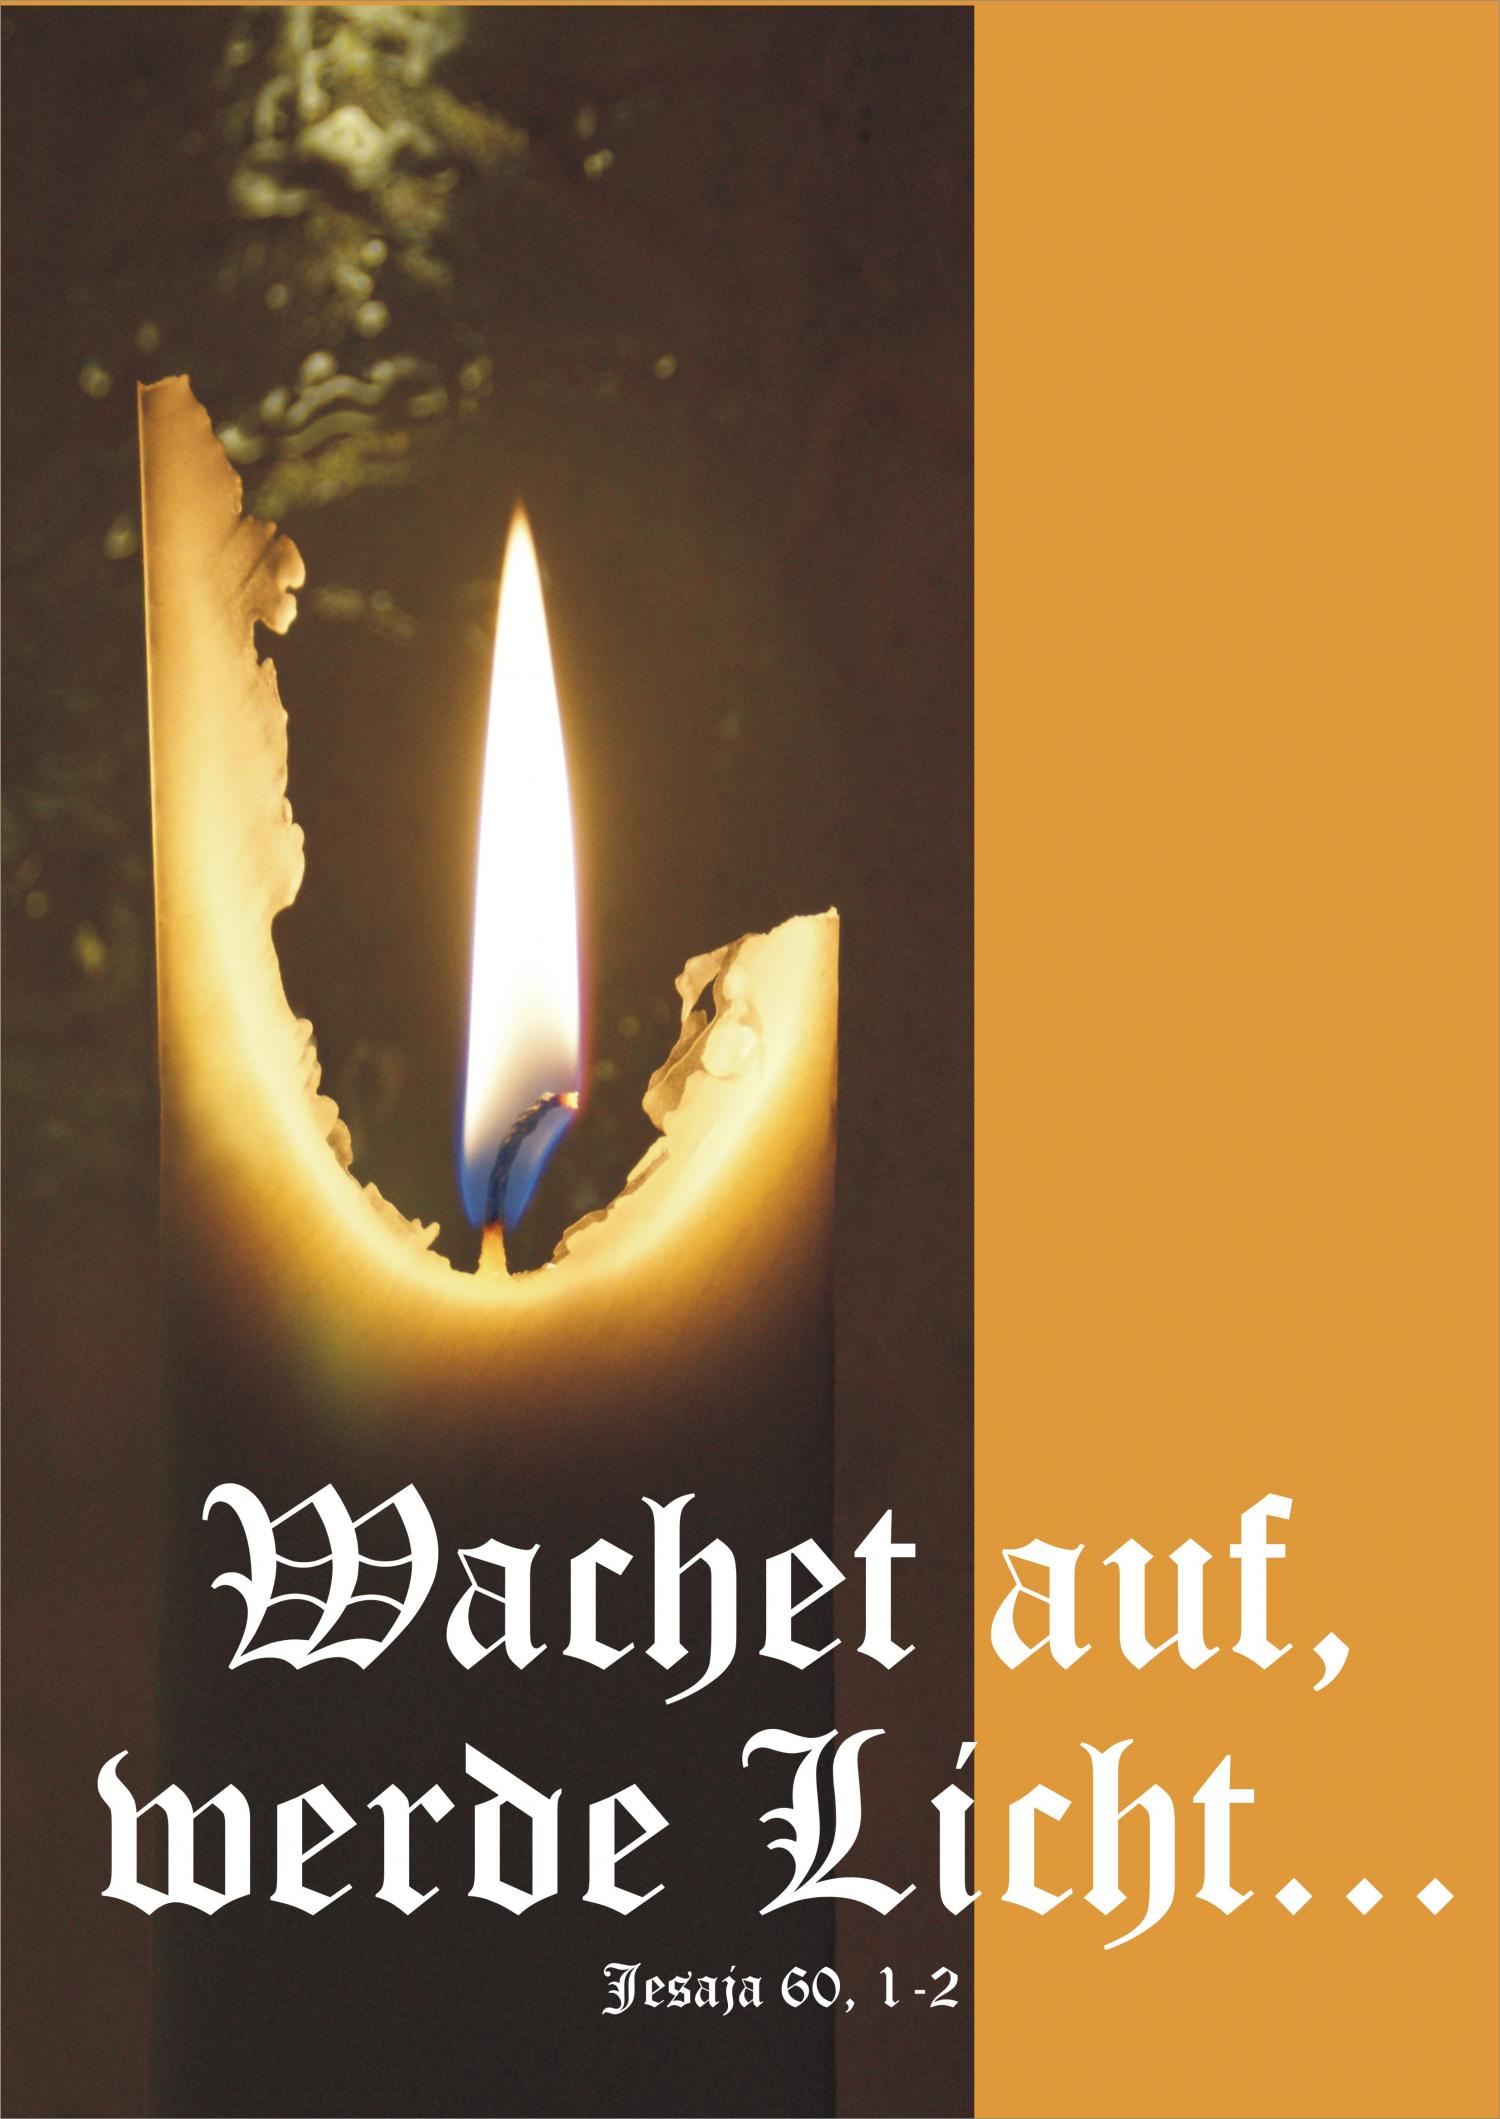 Wachet auf,
werde Licht...
Jesaja 60, 1-2